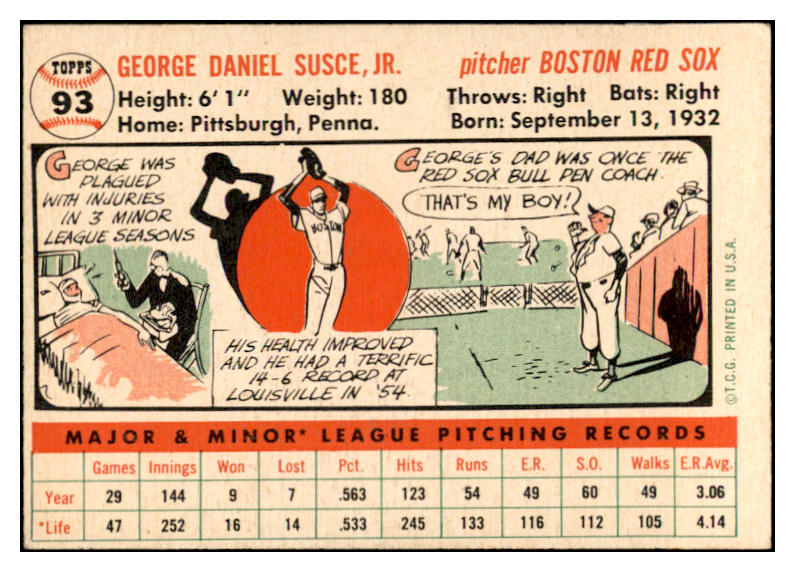 TOPPS
93
GEORGE DANIEL SUSCE, JR.
pitcher BOSTON RED SOX
Height: 6' 1" Weight: 180
Throws: Right Bats: Right
Home: Pittsburgh, Penna.
Born: September 13, 1932
GEORGE WAS
PLAGUED
WITH INJURIES
IN 3 MINOR
LEAGUE SEASONS
BOSTON
HIS HEALTH IMPROVED
AND HE HAD A TERRIFIC
14-6 RECORD AT
LOUISVILLE IN '54.
GEORGE'S DAD WAS ONCE THE
RED SOX BULL PEN COACH.
THAT'S MY BOY!
©T.C.G. PRINTED IN U.S.A.
MAJOR & MINOR* LEAGUE PITCHING RECORDS
Games Innings Won Lost Pct. Hits Runs E.R. S.O. Walks E.R.Avg.
Year 29 144 9 7 .563 123 54 49 60 49 3.06
*Life 47 252 16 14 .533 245 133 116 112 105 4.14